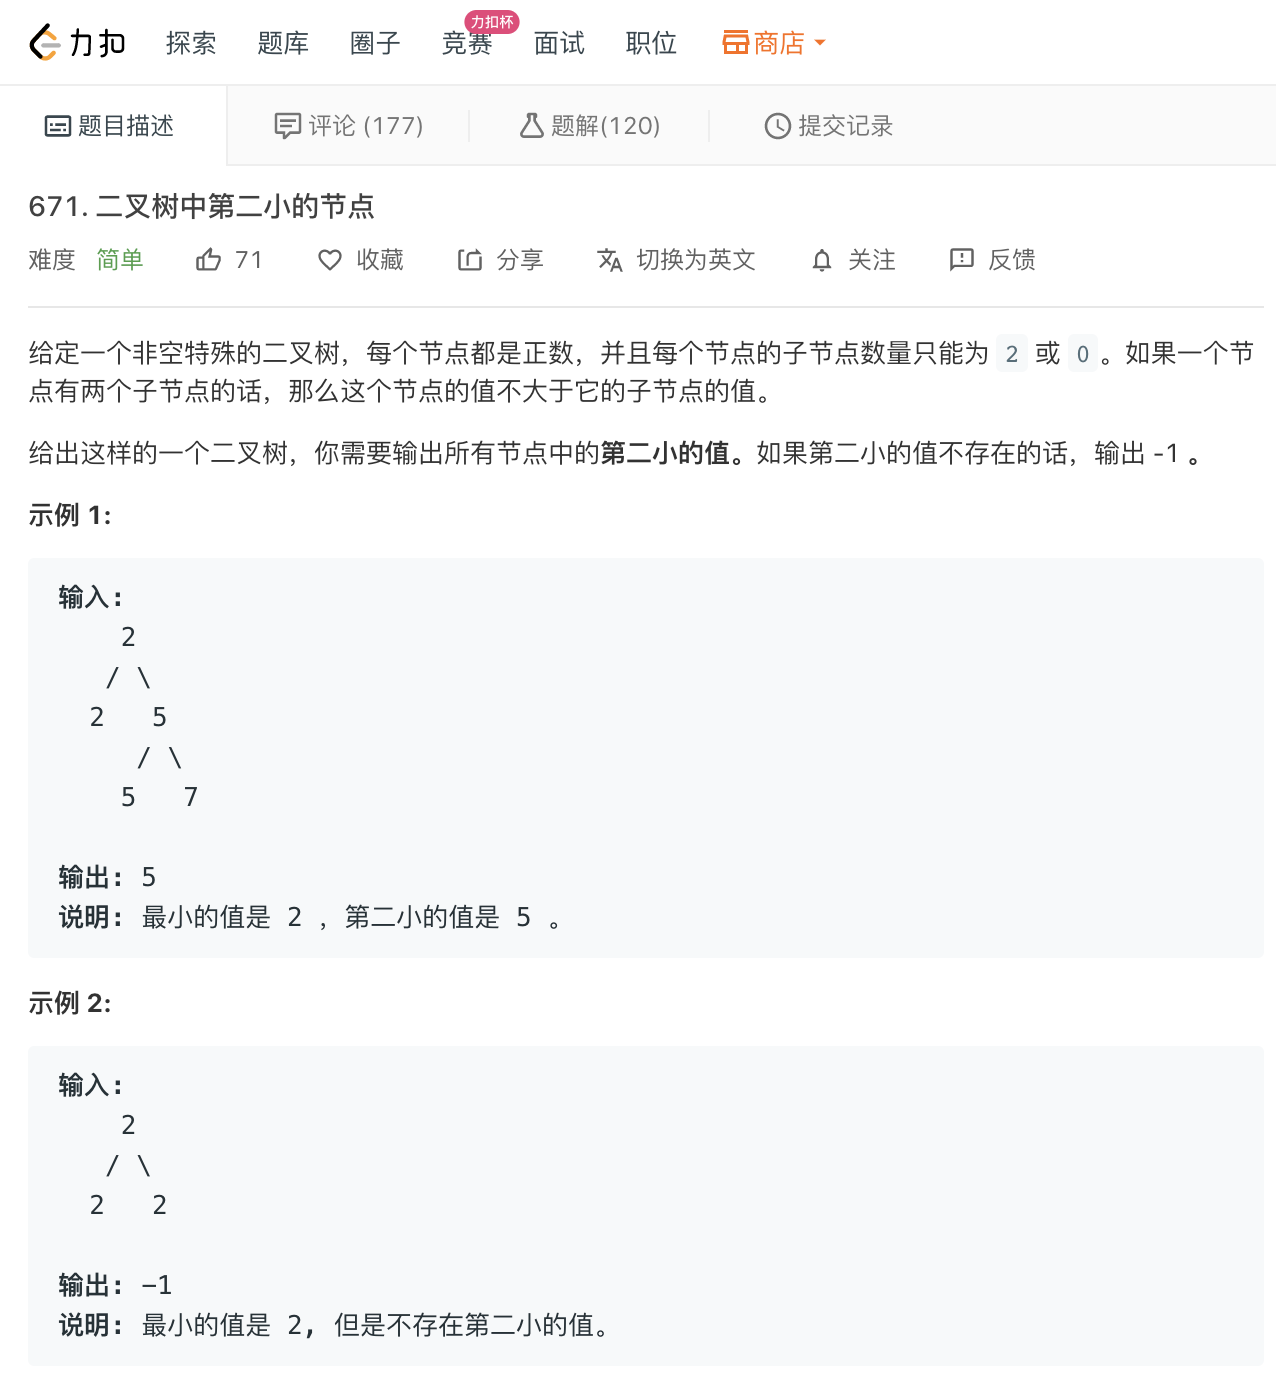 力扣 探索 题库 圈子 竞赛 力扣杯 面试 职位 商店
题目描述 评论 (177) 题解(120) 提交记录
671. 二叉树中第二小的节点
难度 简单 71 收藏 分享 切换为英文 关注 反馈
给定一个非空特殊的二叉树，每个节点都是正数，并且每个节点的子节点数量只能为 2 或 0。如果一个节
点有两个子节点的话，那么这个节点的值不大于它的子节点的值。
给出这样的一个二叉树，你需要输出所有节点中的第二小的值。如果第二小的值不存在的话，输出 -1 。
示例 1:
输入:
    2
   / \
  2   5
     / \
    5   7
输出: 5
说明: 最小的值是 2 ，第二小的值是 5 。
示例 2:
输入:
    2
   / \
  2   2
输出: -1
说明: 最小的值是 2, 但是不存在第二小的值。